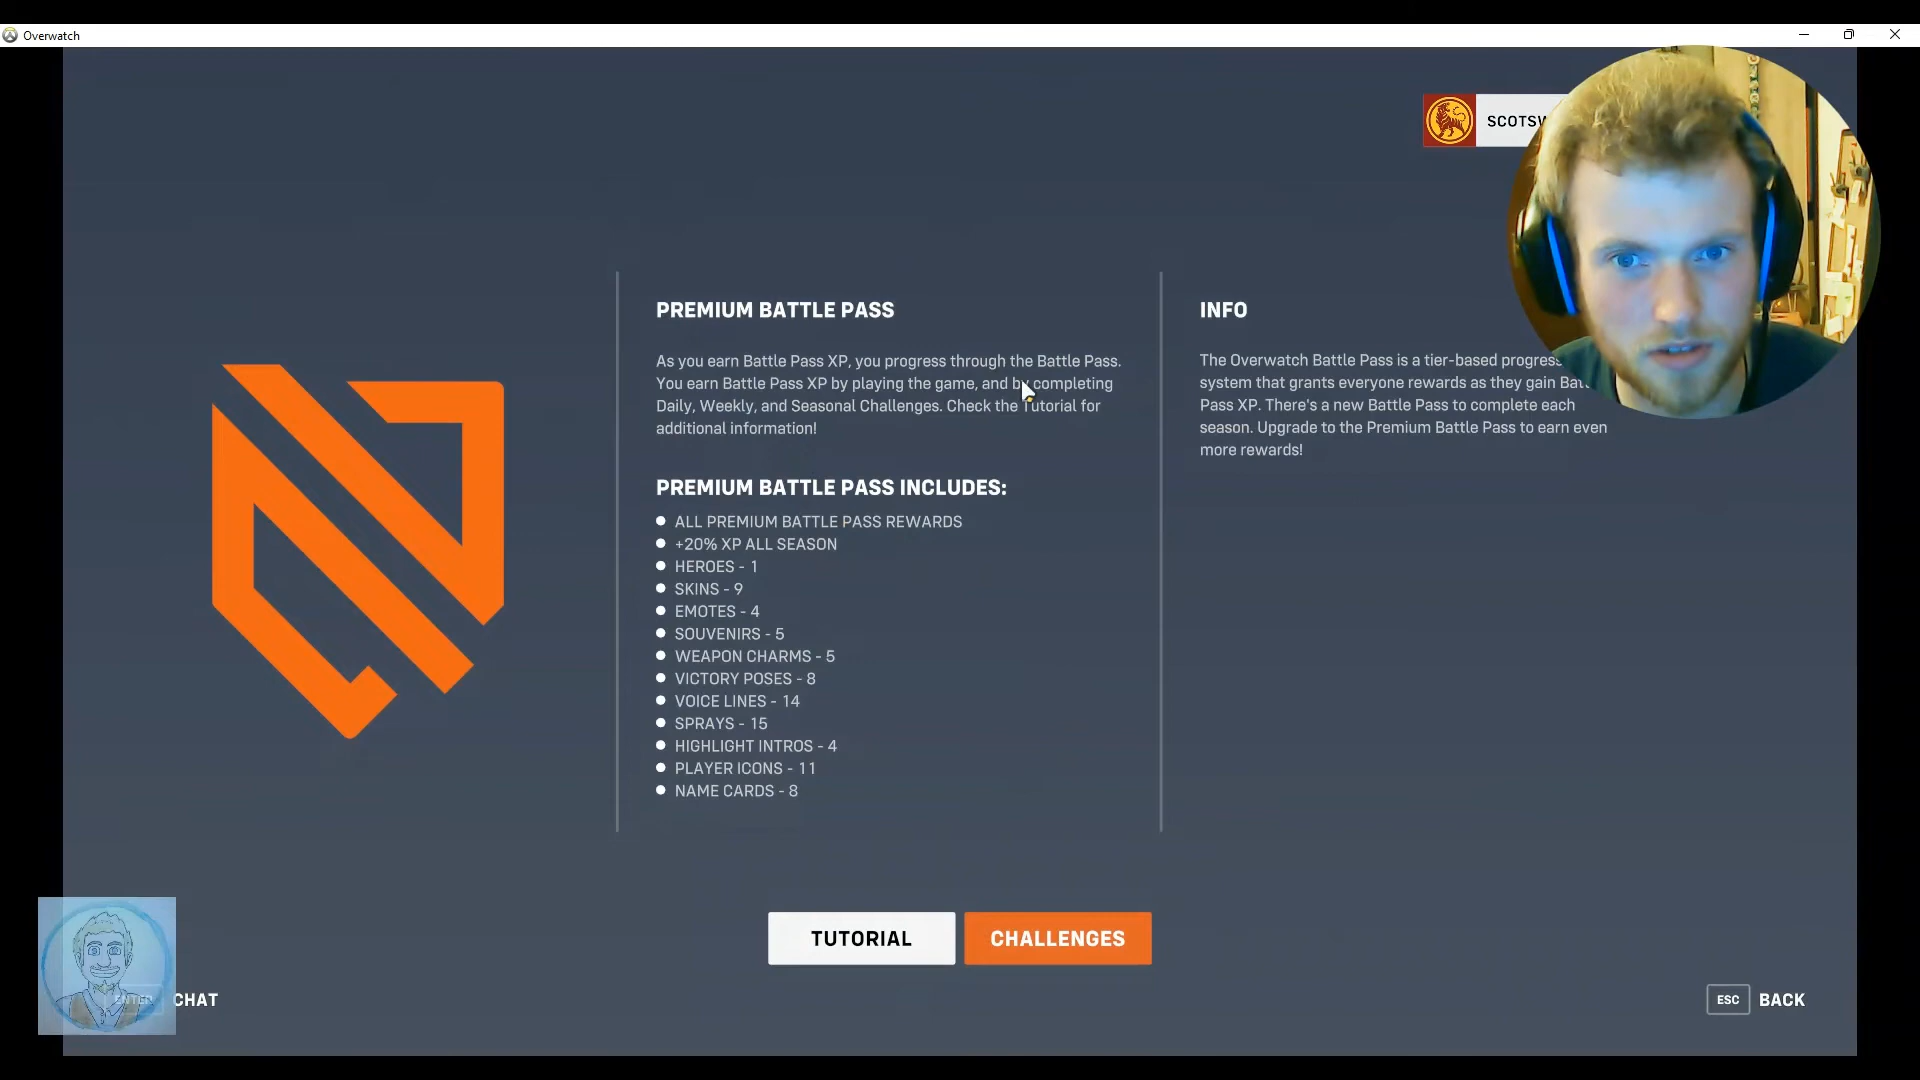 Overwatch
PREMIUM BATTLE PASS
As you earn Battle Pass XP, you progress through the Battle Pass.
You earn Battle Pass XP by playing the game, and by completing
Daily, Weekly, and Seasonal Challenges. Check the Tutorial for
additional information!
PREMIUM BATTLE PASS INCLUDES:
ALL PREMIUM BATTLE PASS REWARDS
+20% XP ALL SEASON
HEROES - 1
SKINS - 9
EMOTES - 4
SOUVENIRS - 5
WEAPON CHARMS - 5
VICTORY POSES - 8
VOICE LINES - 14
SPRAYS - 15
HIGHLIGHT INTROS - 4
PLAYER ICONS - 11
NAME CARDS - 8
INFO
The Overwatch Battle Pass is a tier-based
system that grants everyone rewards as they gain
Pass XP. There's a new Battle Pass to complete each
season. Upgrade to the Premium Battle Pass to earn even
more rewards!
TUTORIAL
CHALLENGES
ENTER CHAT
ESC BACK